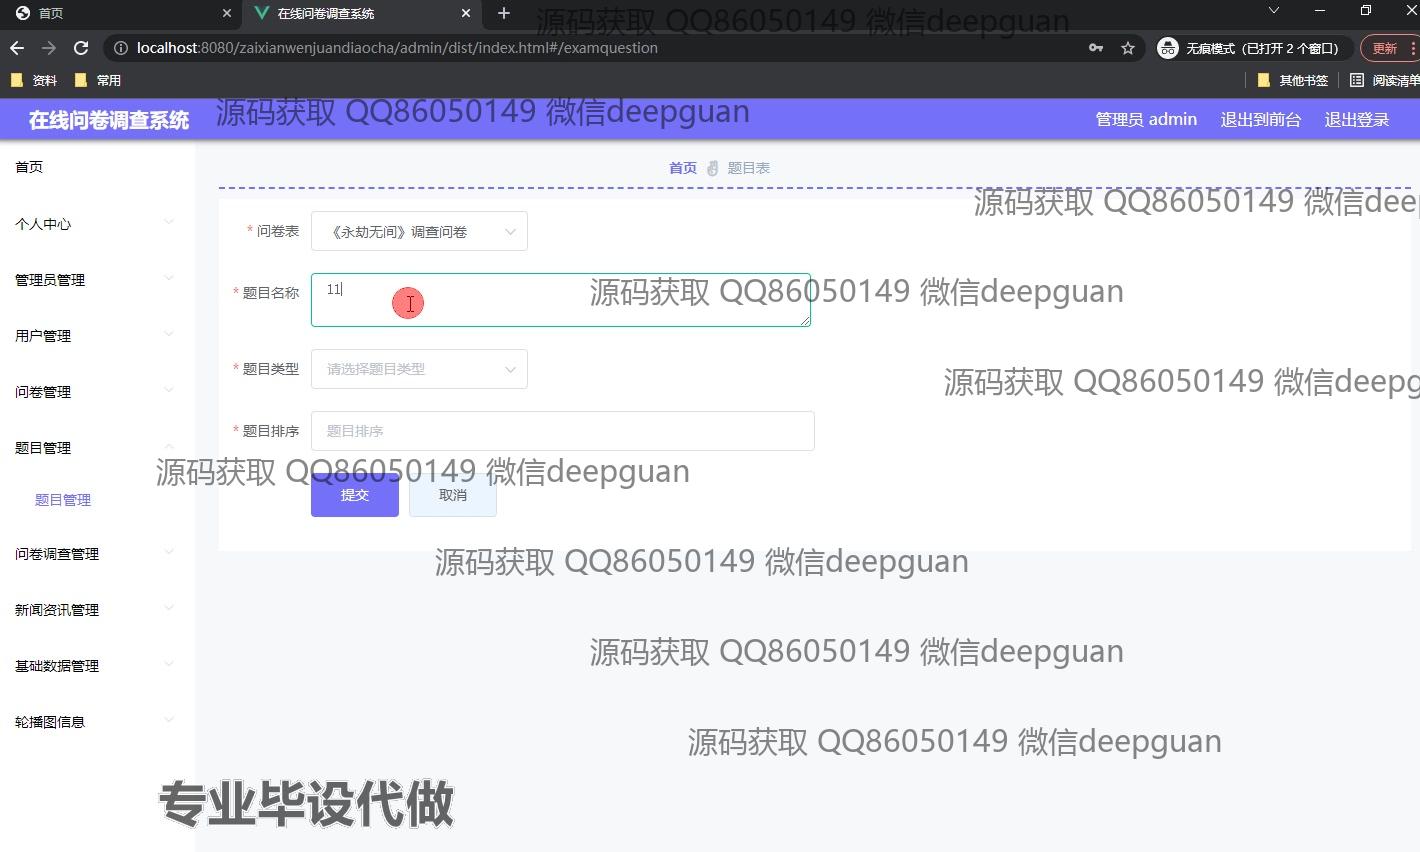 首页
在线问卷调查系统
源码获取 QQ86050149 微信deepguan
localhost:8080/zaixianwenjuandiaocha/admin/dist/index.html#/examquestion
无痕模式（已打开 2 个窗口）
更新
资料
常用
其他书签
阅读清单
在线问卷调查系统
源码获取 QQ86050149 微信deepguan
管理员 admin
退出到前台
退出登录
首页
个人中心
管理员管理
用户管理
问卷管理
题目管理
题目管理
问卷调查管理
新闻资讯管理
基础数据管理
轮播图信息
首页 题目表
源码获取 QQ86050149 微信deep
* 问卷表
《永劫无间》调查问卷
* 题目名称
11
源码获取 QQ86050149 微信deepguan
* 题目类型
请选择题目类型
源码获取 QQ86050149 微信deepg
* 题目排序
题目排序
源码获取 QQ86050149 微信deepguan
提交
取消
源码获取 QQ86050149 微信deepguan
源码获取 QQ86050149 微信deepguan
源码获取 QQ86050149 微信deepguan
专业毕设代做